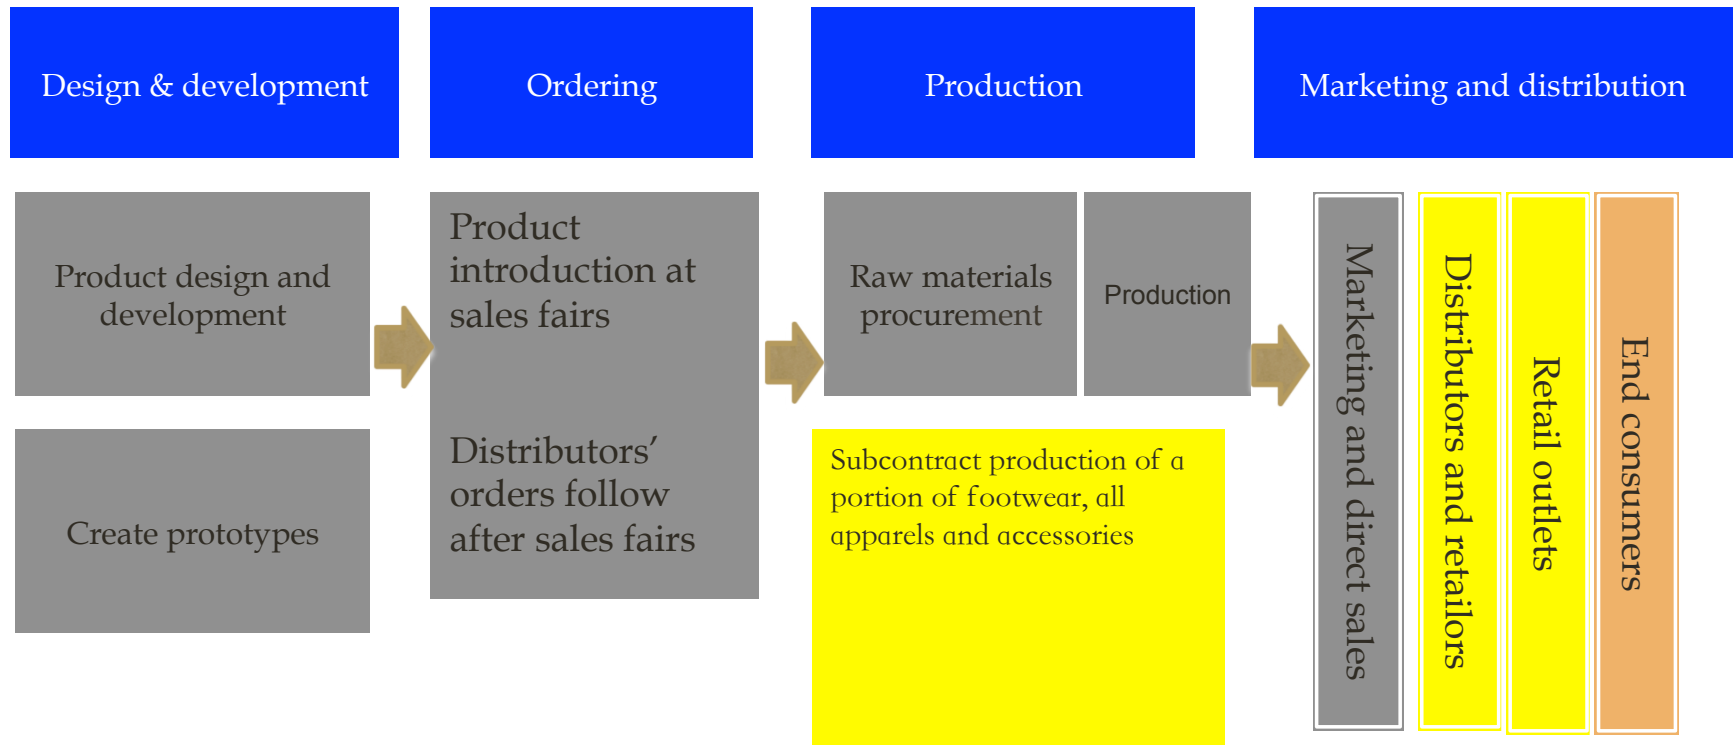 Design & development
Ordering
Production
Marketing and distribution
Product design and
development
Create prototypes
Product
introduction at
sales fairs
Distributors’
orders follow
after sales fairs
Raw materials
procurement
Production
Subcontract production of a
portion of footwear, all
apparels and accessories
Marketing and direct sales
Distributors and retailors
Retail outlets
End consumers